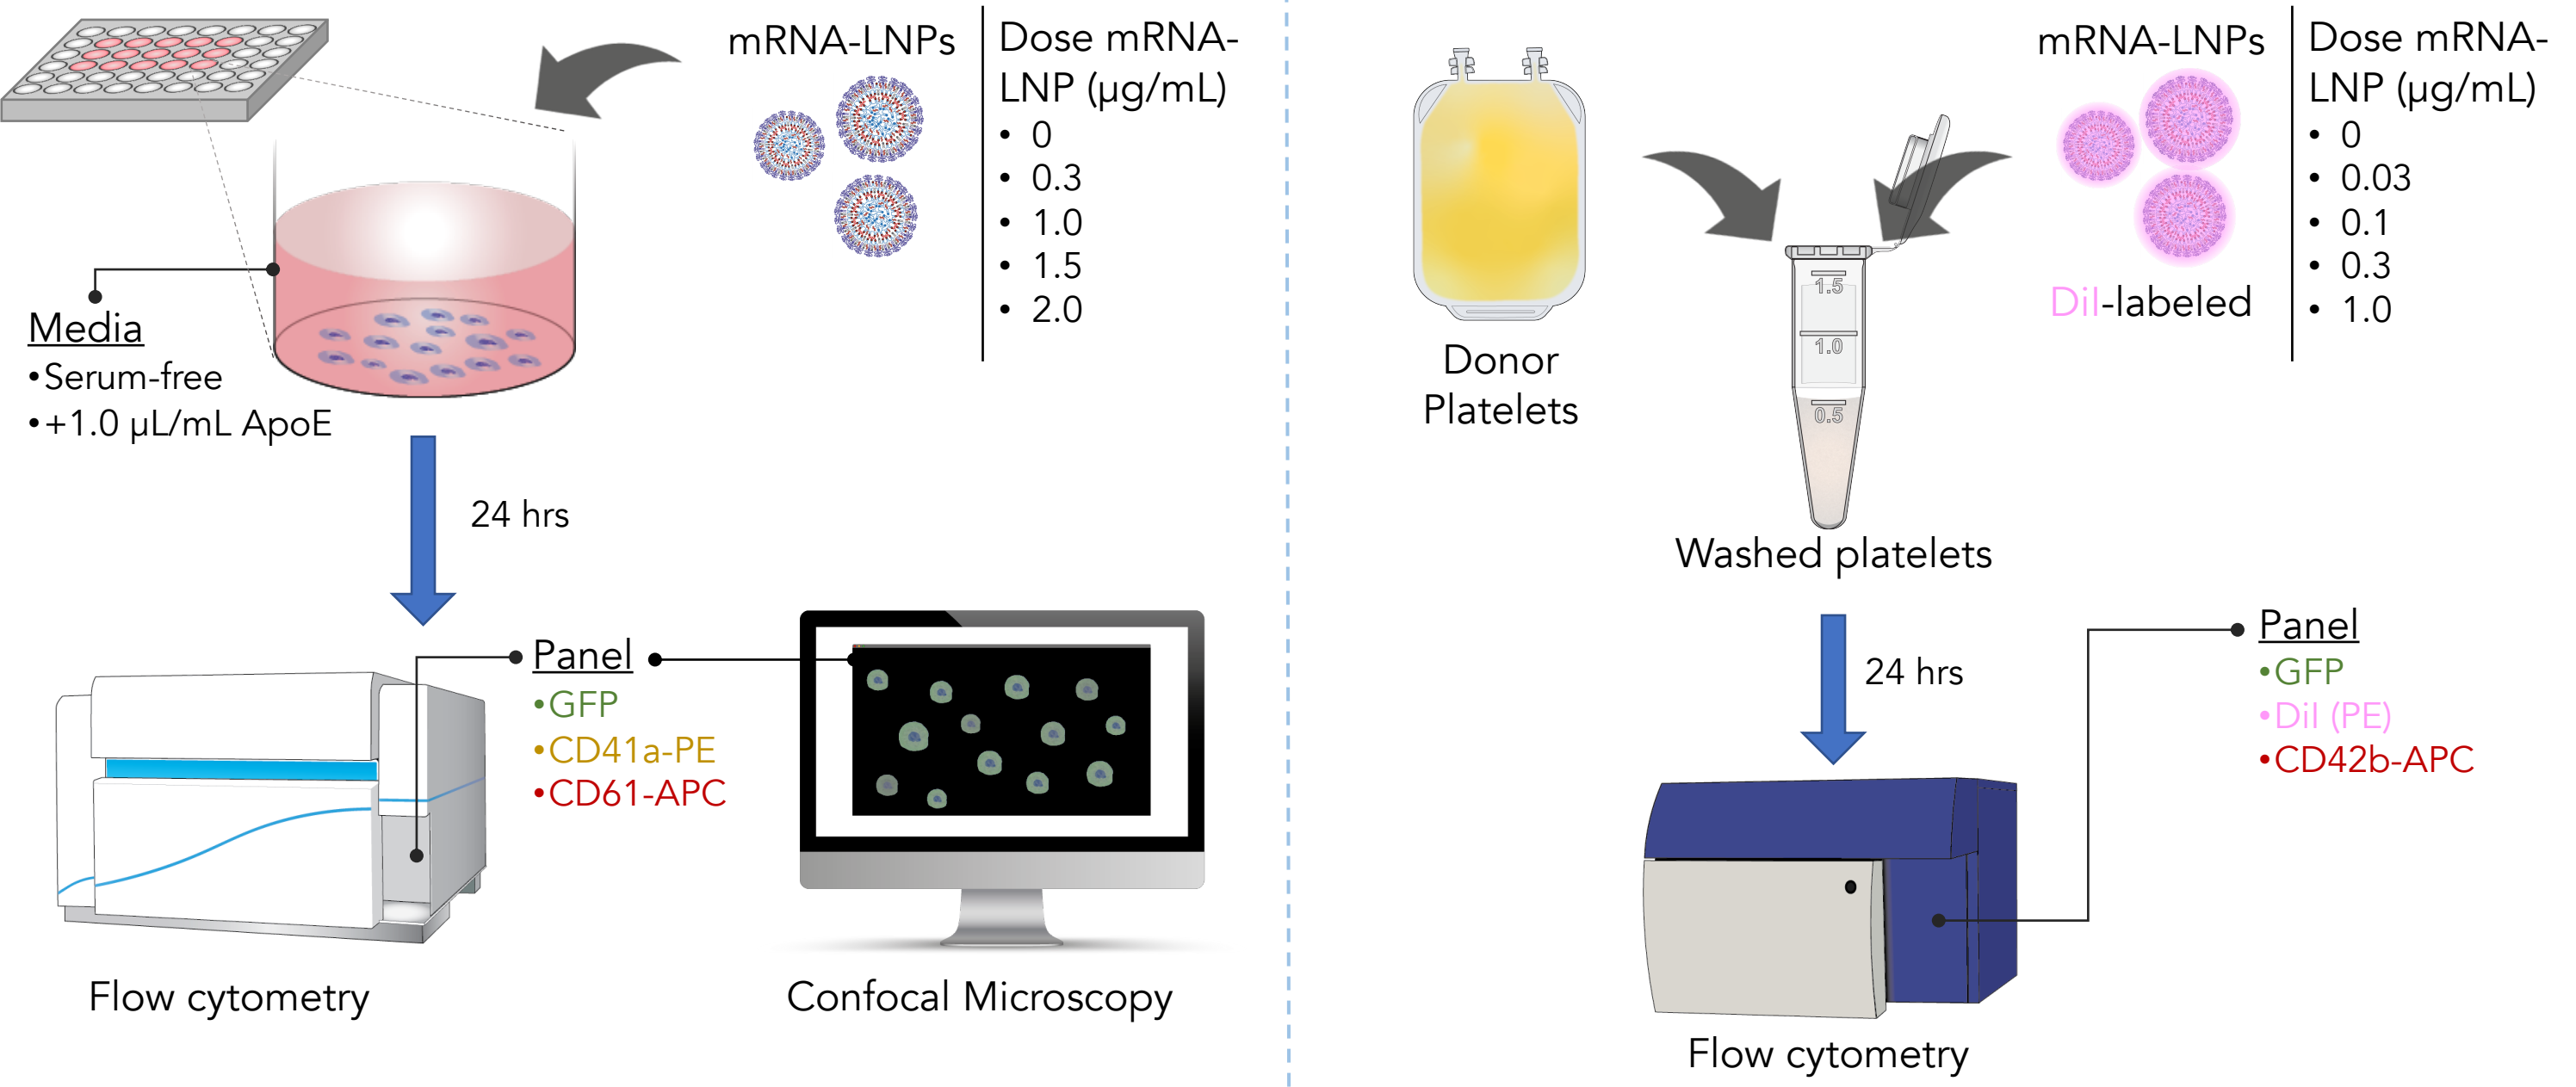 mRNA-LNPs
Dose mRNA-
LNP (µg/mL)
• 0
• 0.3
• 1.0
• 1.5
• 2.0
Media
•Serum-free
•+1.0 µL/mL ApoE
24 hrs
Panel
•GFP
•CD41a-PE
•CD61-APC
Flow cytometry
Confocal Microscopy
mRNA-LNPs
Dose mRNA-
LNP (µg/mL)
• 0
• 0.03
• 0.1
• 0.3
• 1.0
DiI-labeled
Donor
Platelets
1.5
1.0
0.5
Washed platelets
24 hrs
Panel
•GFP
•DiI (PE)
•CD42b-APC
Flow cytometry